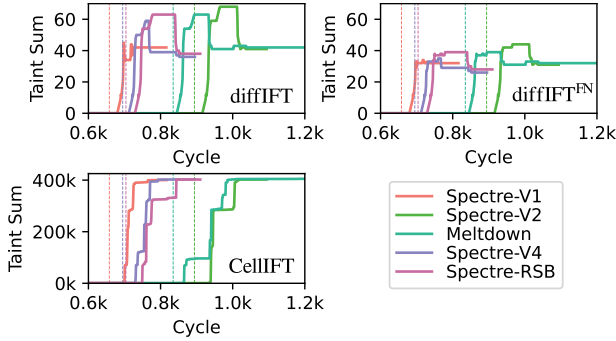 Taint Sum
60
40
20
0
0.6k 0.8k 1.0k 1.2k
Cycle
diffIFT
Taint Sum
60
40
20
0
0.6k 0.8k 1.0k 1.2k
Cycle
diffIFTFN
Taint Sum
400k
200k
0k
0.6k 0.8k 1.0k 1.2k
Cycle
CellIFT
Spectre-V1
Spectre-V2
Meltdown
Spectre-V4
Spectre-RSB